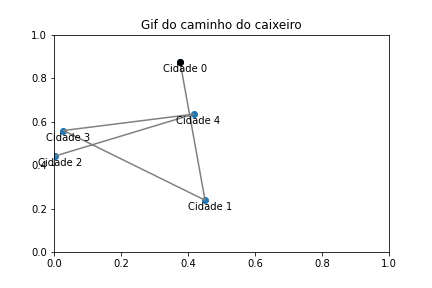 Gif do caminho do caixeiro
1.0
Cidade 0
0.8
0.6
Cidade 4
Cidade 3
0.4
Cidade 2
0.2
Cidade 1
0.0
0.0 0.2 0.4 0.6 0.8 1.0